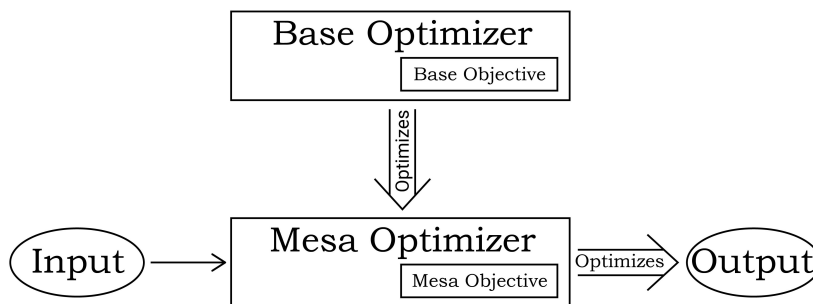 Base Optimizer
Base Objective
Optimizes
Input
Mesa Optimizer
Mesa Objective
Optimizes
Output